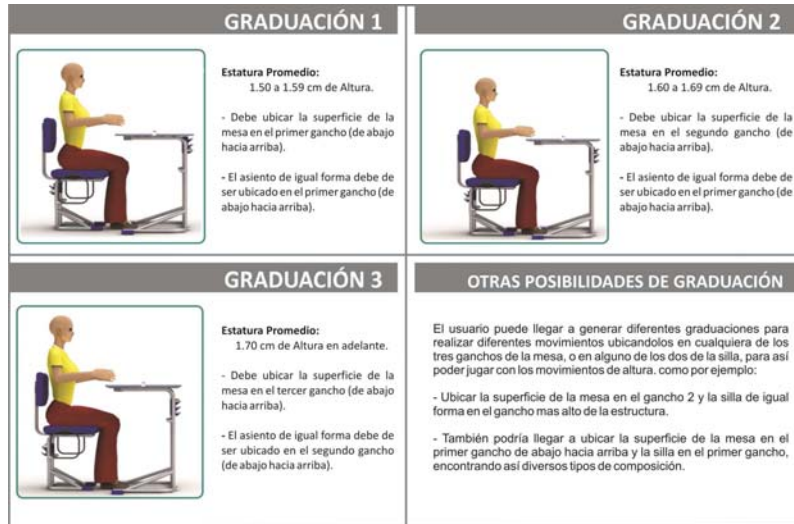 GRADUACIÓN 1
Estatura Promedio:
1.50 a 1.59 cm de Altura.
- Debe ubicar la superficie de la
mesa en el primer gancho (de abajo
hacia arriba).
- El asiento de igual forma debe de
ser ubicado en el primer gancho (de
abajo hacia arriba).
GRADUACIÓN 2
Estatura Promedio:
1.60 a 1.69 cm de Altura.
- Debe ubicar la superficie de la
mesa en el segundo gancho (de
abajo hacia arriba).
- El asiento de igual forma debe de
ser ubicado en el primer gancho (de
abajo hacia arriba).
GRADUACIÓN 3
Estatura Promedio:
1.70 cm de Altura en adelante.
- Debe ubicar la superficie de la
mesa en el tercer gancho (de abajo
hacia arriba).
- El asiento de igual forma debe de
ser ubicado en el segundo gancho
(de abajo hacia arriba).
OTRAS POSIBILIDADES DE GRADUACIÓN
El usuario puede llegar a generar diferentes graduaciones para
realizar diferentes movimientos ubicandolos en cualquiera de los
tres ganchos de la mesa, o en alguno de los dos de la silla, para así
poder jugar con los movimientos de altura. como por ejemplo:
- Ubicar la superficie de la mesa en el gancho 2 y la silla de igual
forma en el gancho mas alto de la estructura.
- También podría llegar a ubicar la superficie de la mesa en el
primer gancho de abajo hacia arriba y la silla en el primer gancho,
encontrando así diversos tipos de composición.